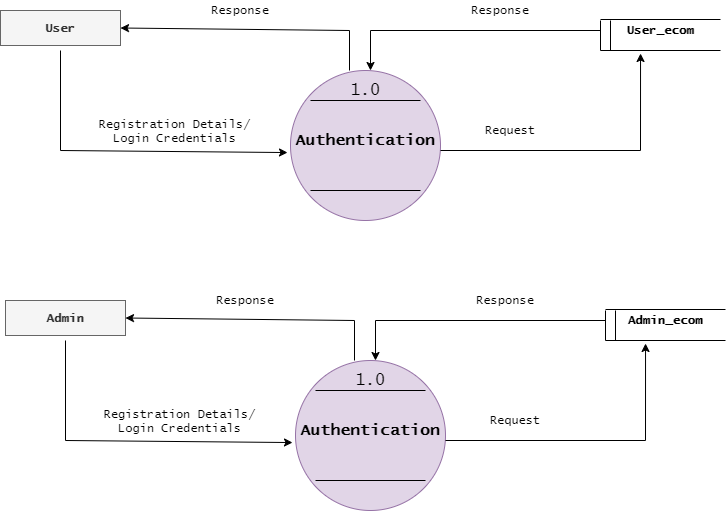 Response
Response
User
User_ecom
1.0
Registration Details/
Login Credentials
Authentication
Request
Response
Response
Admin
Admin_ecom
1.0
Registration Details/
Login Credentials
Authentication
Request